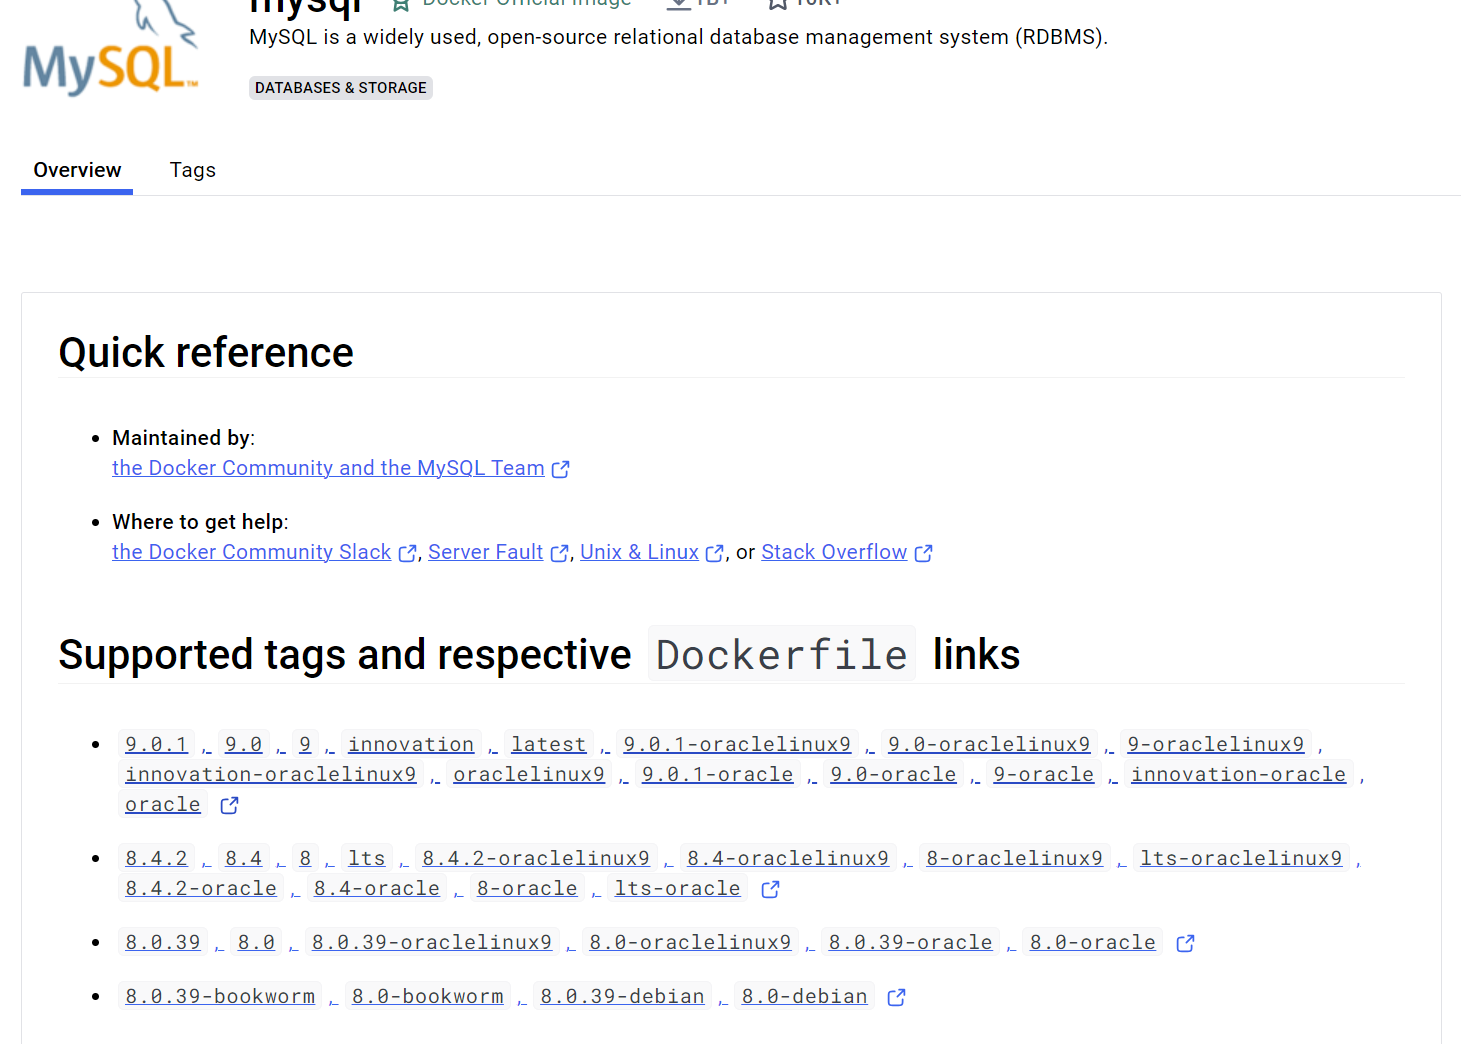 mysql Docker Official Image 1B+ 10K+
MySQL™
MySQL is a widely used, open-source relational database management system (RDBMS).
DATABASES & STORAGE
Overview Tags
Quick reference
• Maintained by:
the Docker Community and the MySQL Team
• Where to get help:
the Docker Community Slack, Server Fault, Unix & Linux, or Stack Overflow
Supported tags and respective Dockerfile links
• 9.0.1, 9.0, 9, innovation, latest, 9.0.1-oraclelinux9, 9.0-oraclelinux9, 9-oraclelinux9,
innovation-oraclelinux9, oraclelinux9, 9.0.1-oracle, 9.0-oracle, 9-oracle, innovation-oracle,
oracle
• 8.4.2, 8.4, 8, lts, 8.4.2-oraclelinux9, 8.4-oraclelinux9, 8-oraclelinux9, lts-oraclelinux9,
8.4.2-oracle, 8.4-oracle, 8-oracle, lts-oracle
• 8.0.39, 8.0, 8.0.39-oraclelinux9, 8.0-oraclelinux9, 8.0.39-oracle, 8.0-oracle
• 8.0.39-bookworm, 8.0-bookworm, 8.0.39-debian, 8.0-debian